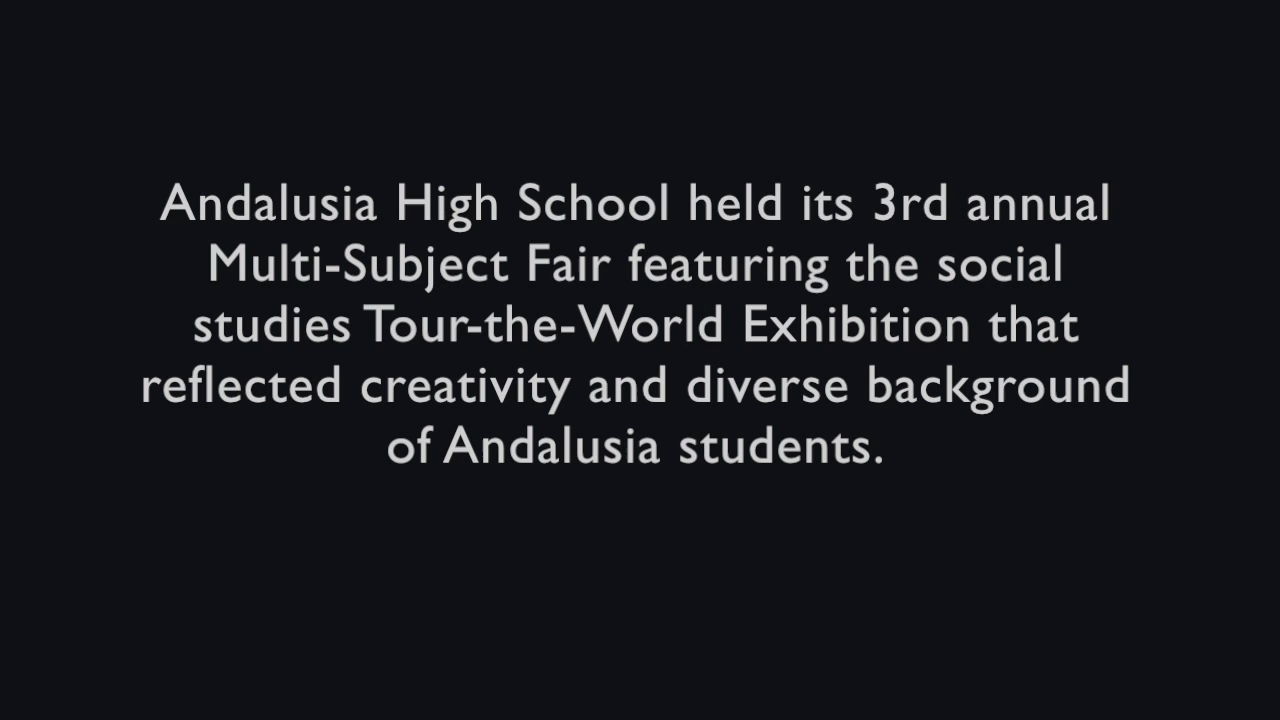 Andalusia High School held its 3rd annual
Multi-Subject Fair featuring the social
studies Tour-the-World Exhibition that
reflected creativity and diverse background
of Andalusia students.